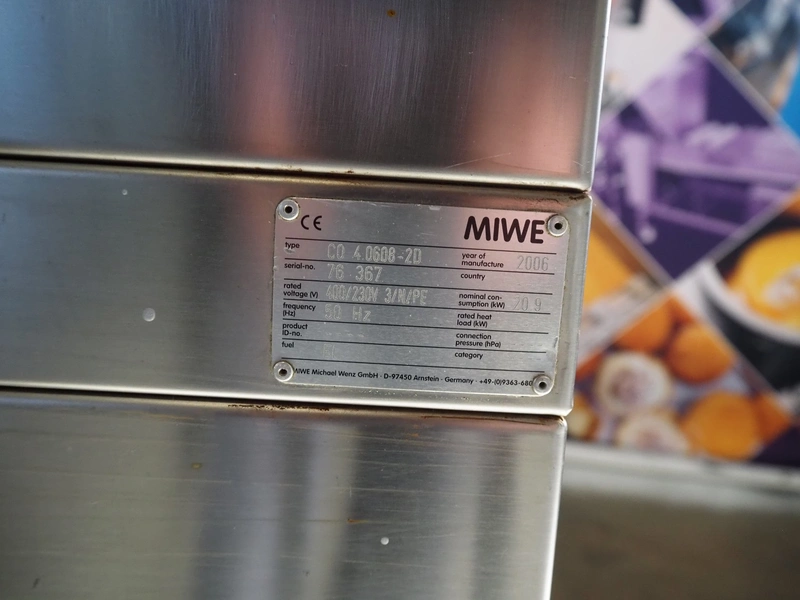 CE MIWE
type CO 4.0608-2D year of manufacture 2006
serial-no. 76 367 country
rated voltage (V) 400/230V 3/N/PE nominal con-sumption (kW) 20 9
frequency (Hz) 50 Hz rated heat load (kW)
product ID-no. connection pressure (hPa)
fuel category
MIWE Michael Wenz GmbH · D-97450 Arnstein · Germany · +49-(0)9363-680